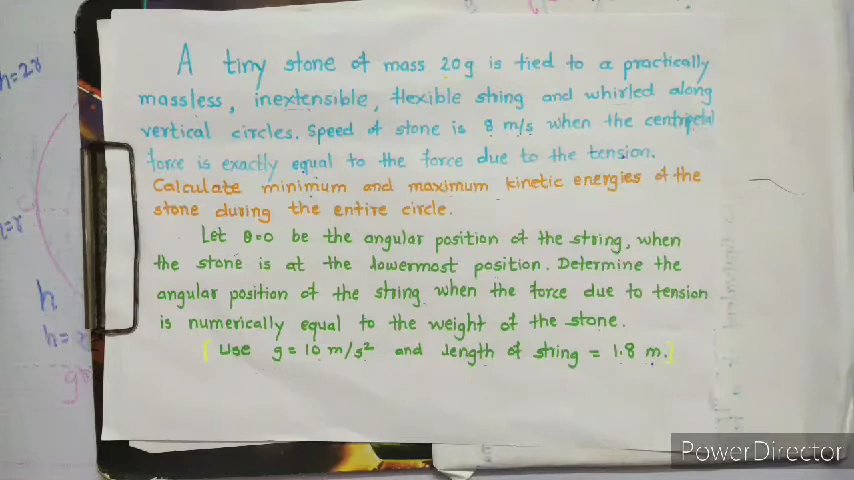 A tiny stone of mass 20g is tied to a practically
massless, inextensible, flexible string and whirled along
vertical circles. Speed of stone is 8 m/s when the centripetal
force is exactly equal to the force due to the tension.
Calculate minimum and maximum kinetic energies of the
stone during the entire circle.
Let θ=0 be the angular position of the string, when
the stone is at the lowermost position. Determine the
angular position of the string when the force due to tension
is numerically equal to the weight of the stone.
[ Use g = 10 m/s² and length of string = 1.8 m.]
h=2r
h=r
h
PowerDirector